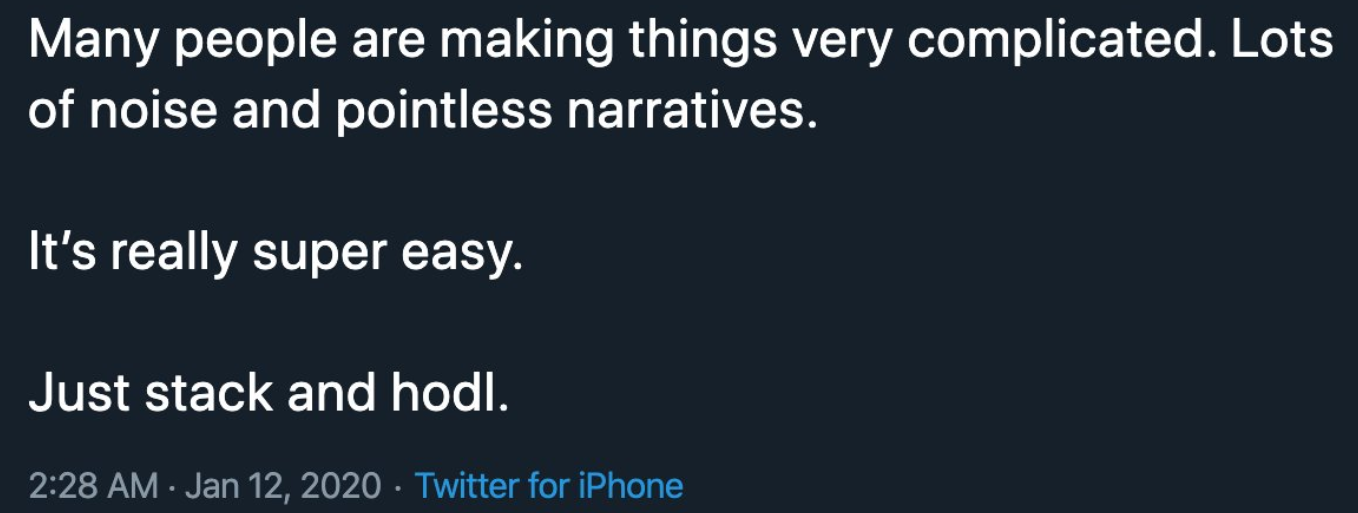 Many people are making things very complicated. Lots
of noise and pointless narratives.
It’s really super easy.
Just stack and hodl.
2:28 AM · Jan 12, 2020 · Twitter for iPhone